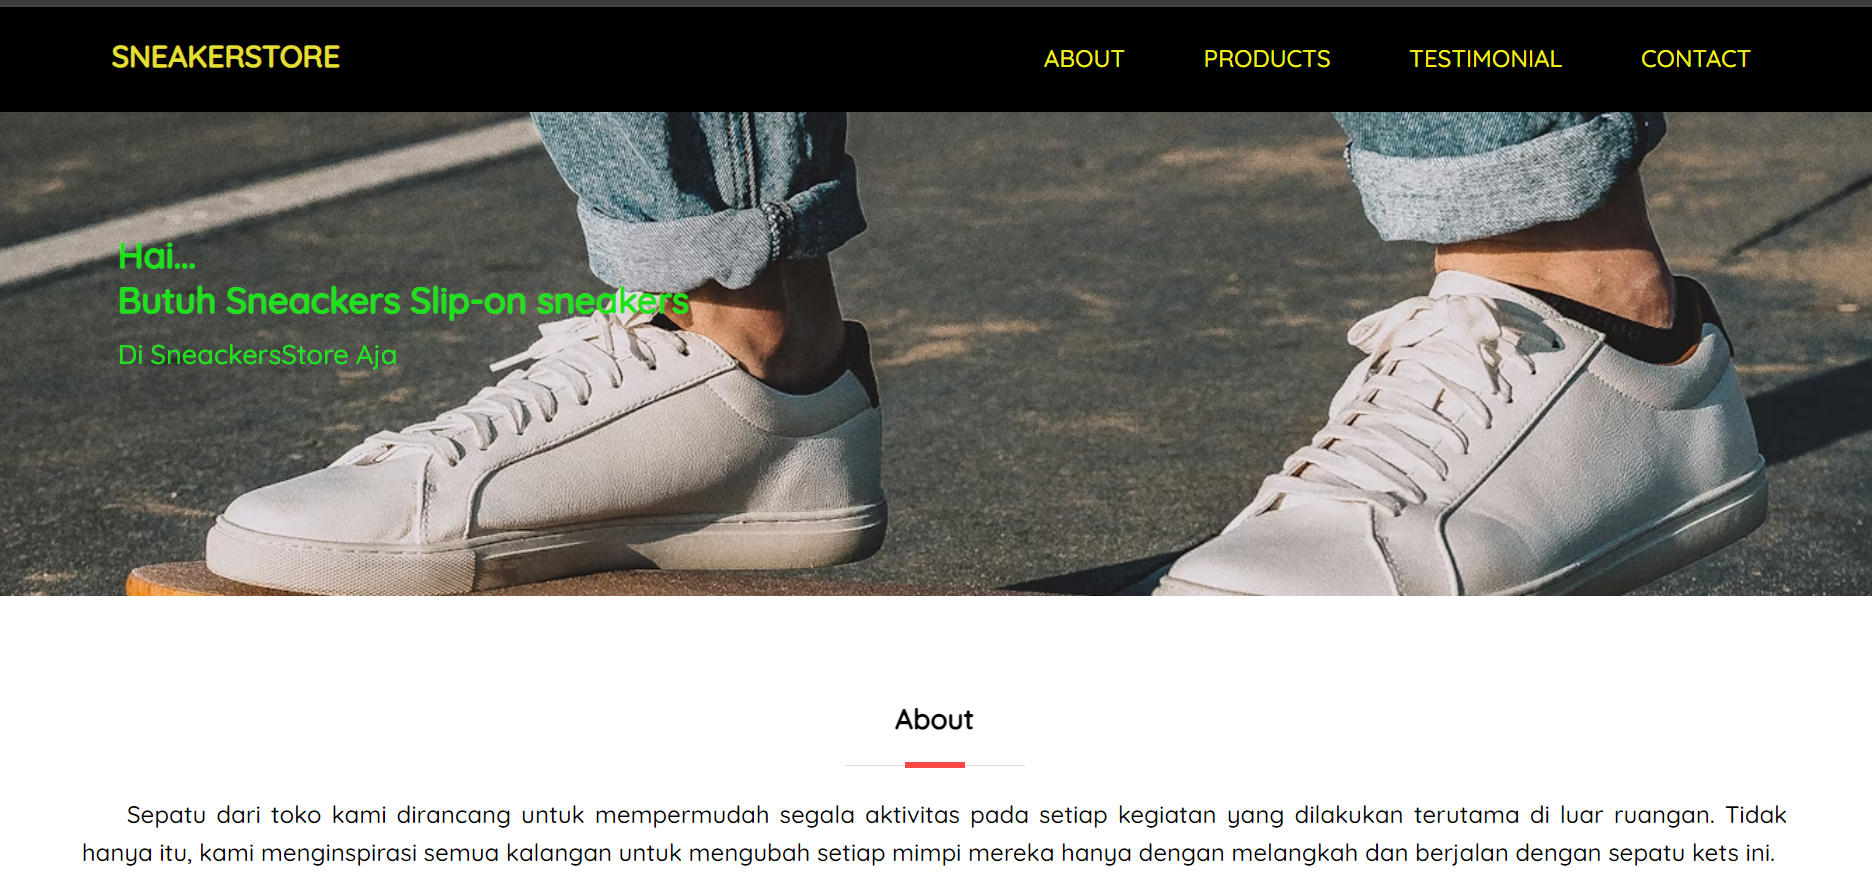 SNEAKERSTORE
ABOUT PRODUCTS TESTIMONIAL CONTACT
Hai...
Butuh Sneackers Slip-on sneakers
Di SneackersStore Aja
About
Sepatu dari toko kami dirancang untuk mempermudah segala aktivitas pada setiap kegiatan yang dilakukan terutama di luar ruangan. Tidak
hanya itu, kami menginspirasi semua kalangan untuk mengubah setiap mimpi mereka hanya dengan melangkah dan berjalan dengan sepatu kets ini.